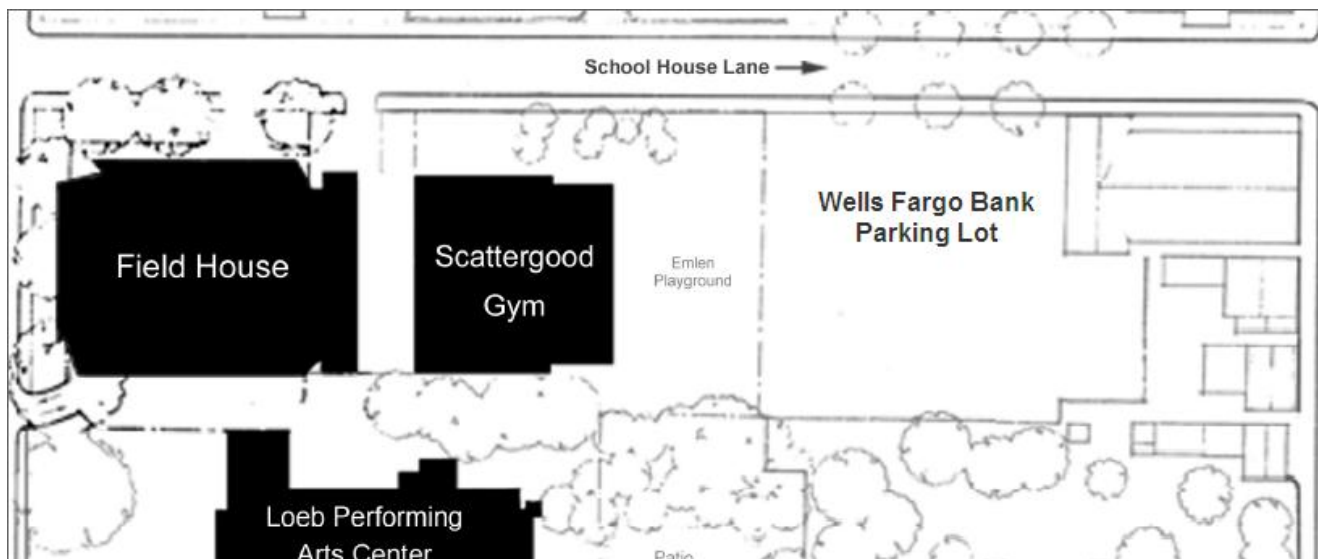 School House Lane
Wells Fargo Bank
Parking Lot
Field House
Scattergood
Gym
Emlen
Playground
Loeb Performing
Arts Center
Patio